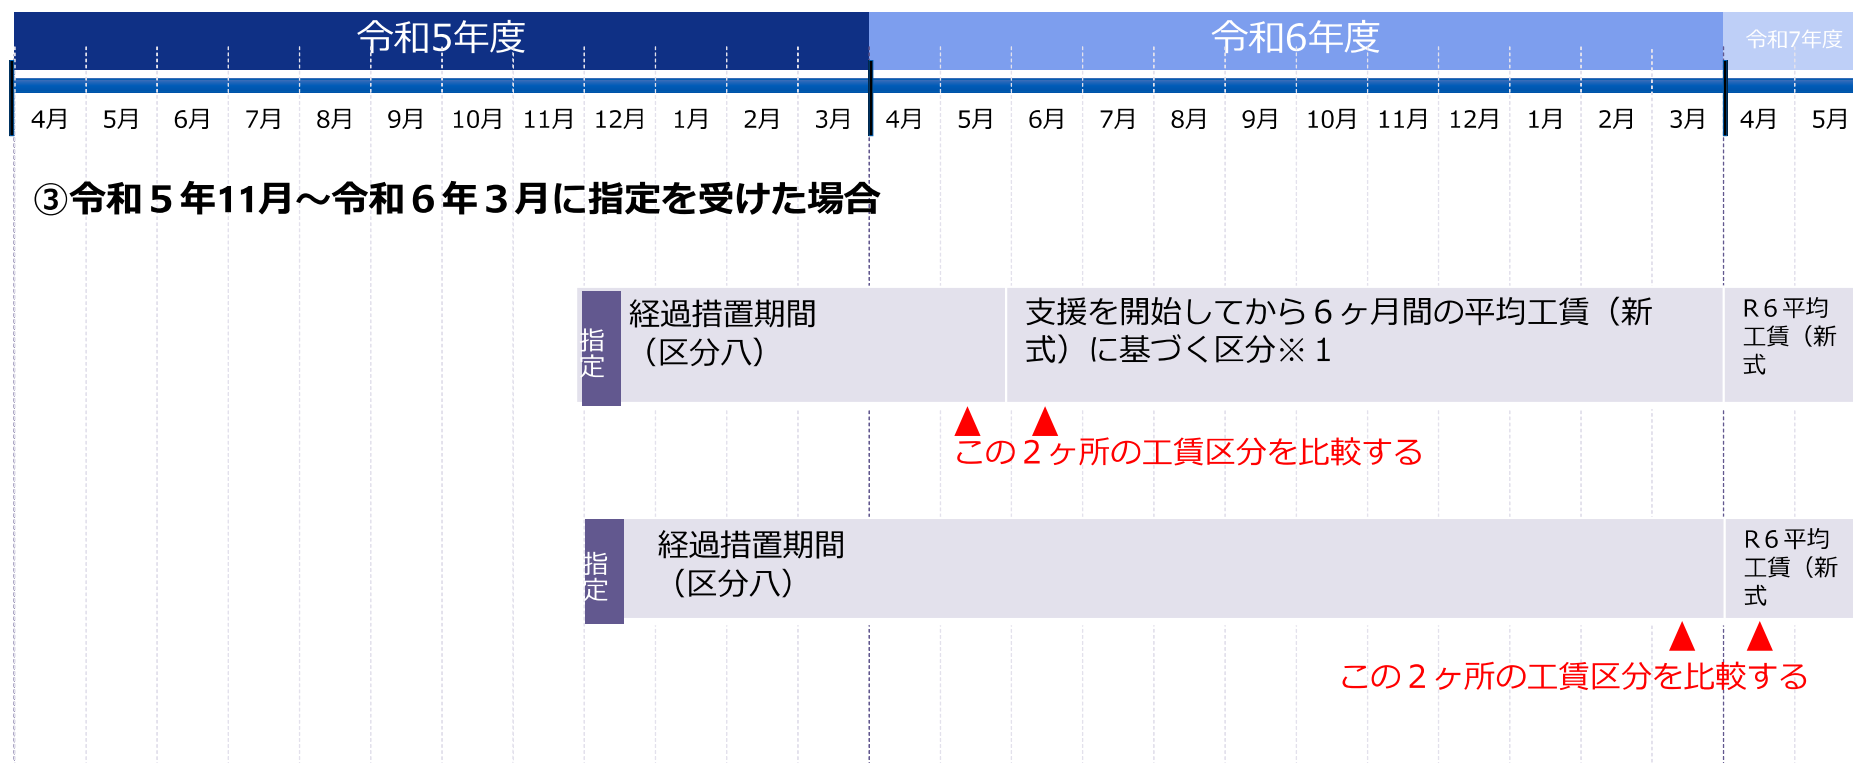 令和5年度 令和6年度 令和7年度
4月 5月 6月 7月 8月 9月 10月 11月 12月 1月 2月 3月 4月 5月 6月 7月 8月 9月 10月 11月 12月 1月 2月 3月 4月 5月
③令和５年11月～令和６年３月に指定を受けた場合
指定
経過措置期間
（区分八）
支援を開始してから６ヶ月間の平均工賃（新
式）に基づく区分※１
R６平均
工賃（新
式
この２ヶ所の工賃区分を比較する
指定
経過措置期間
（区分八）
R６平均
工賃（新
式
この２ヶ所の工賃区分を比較する